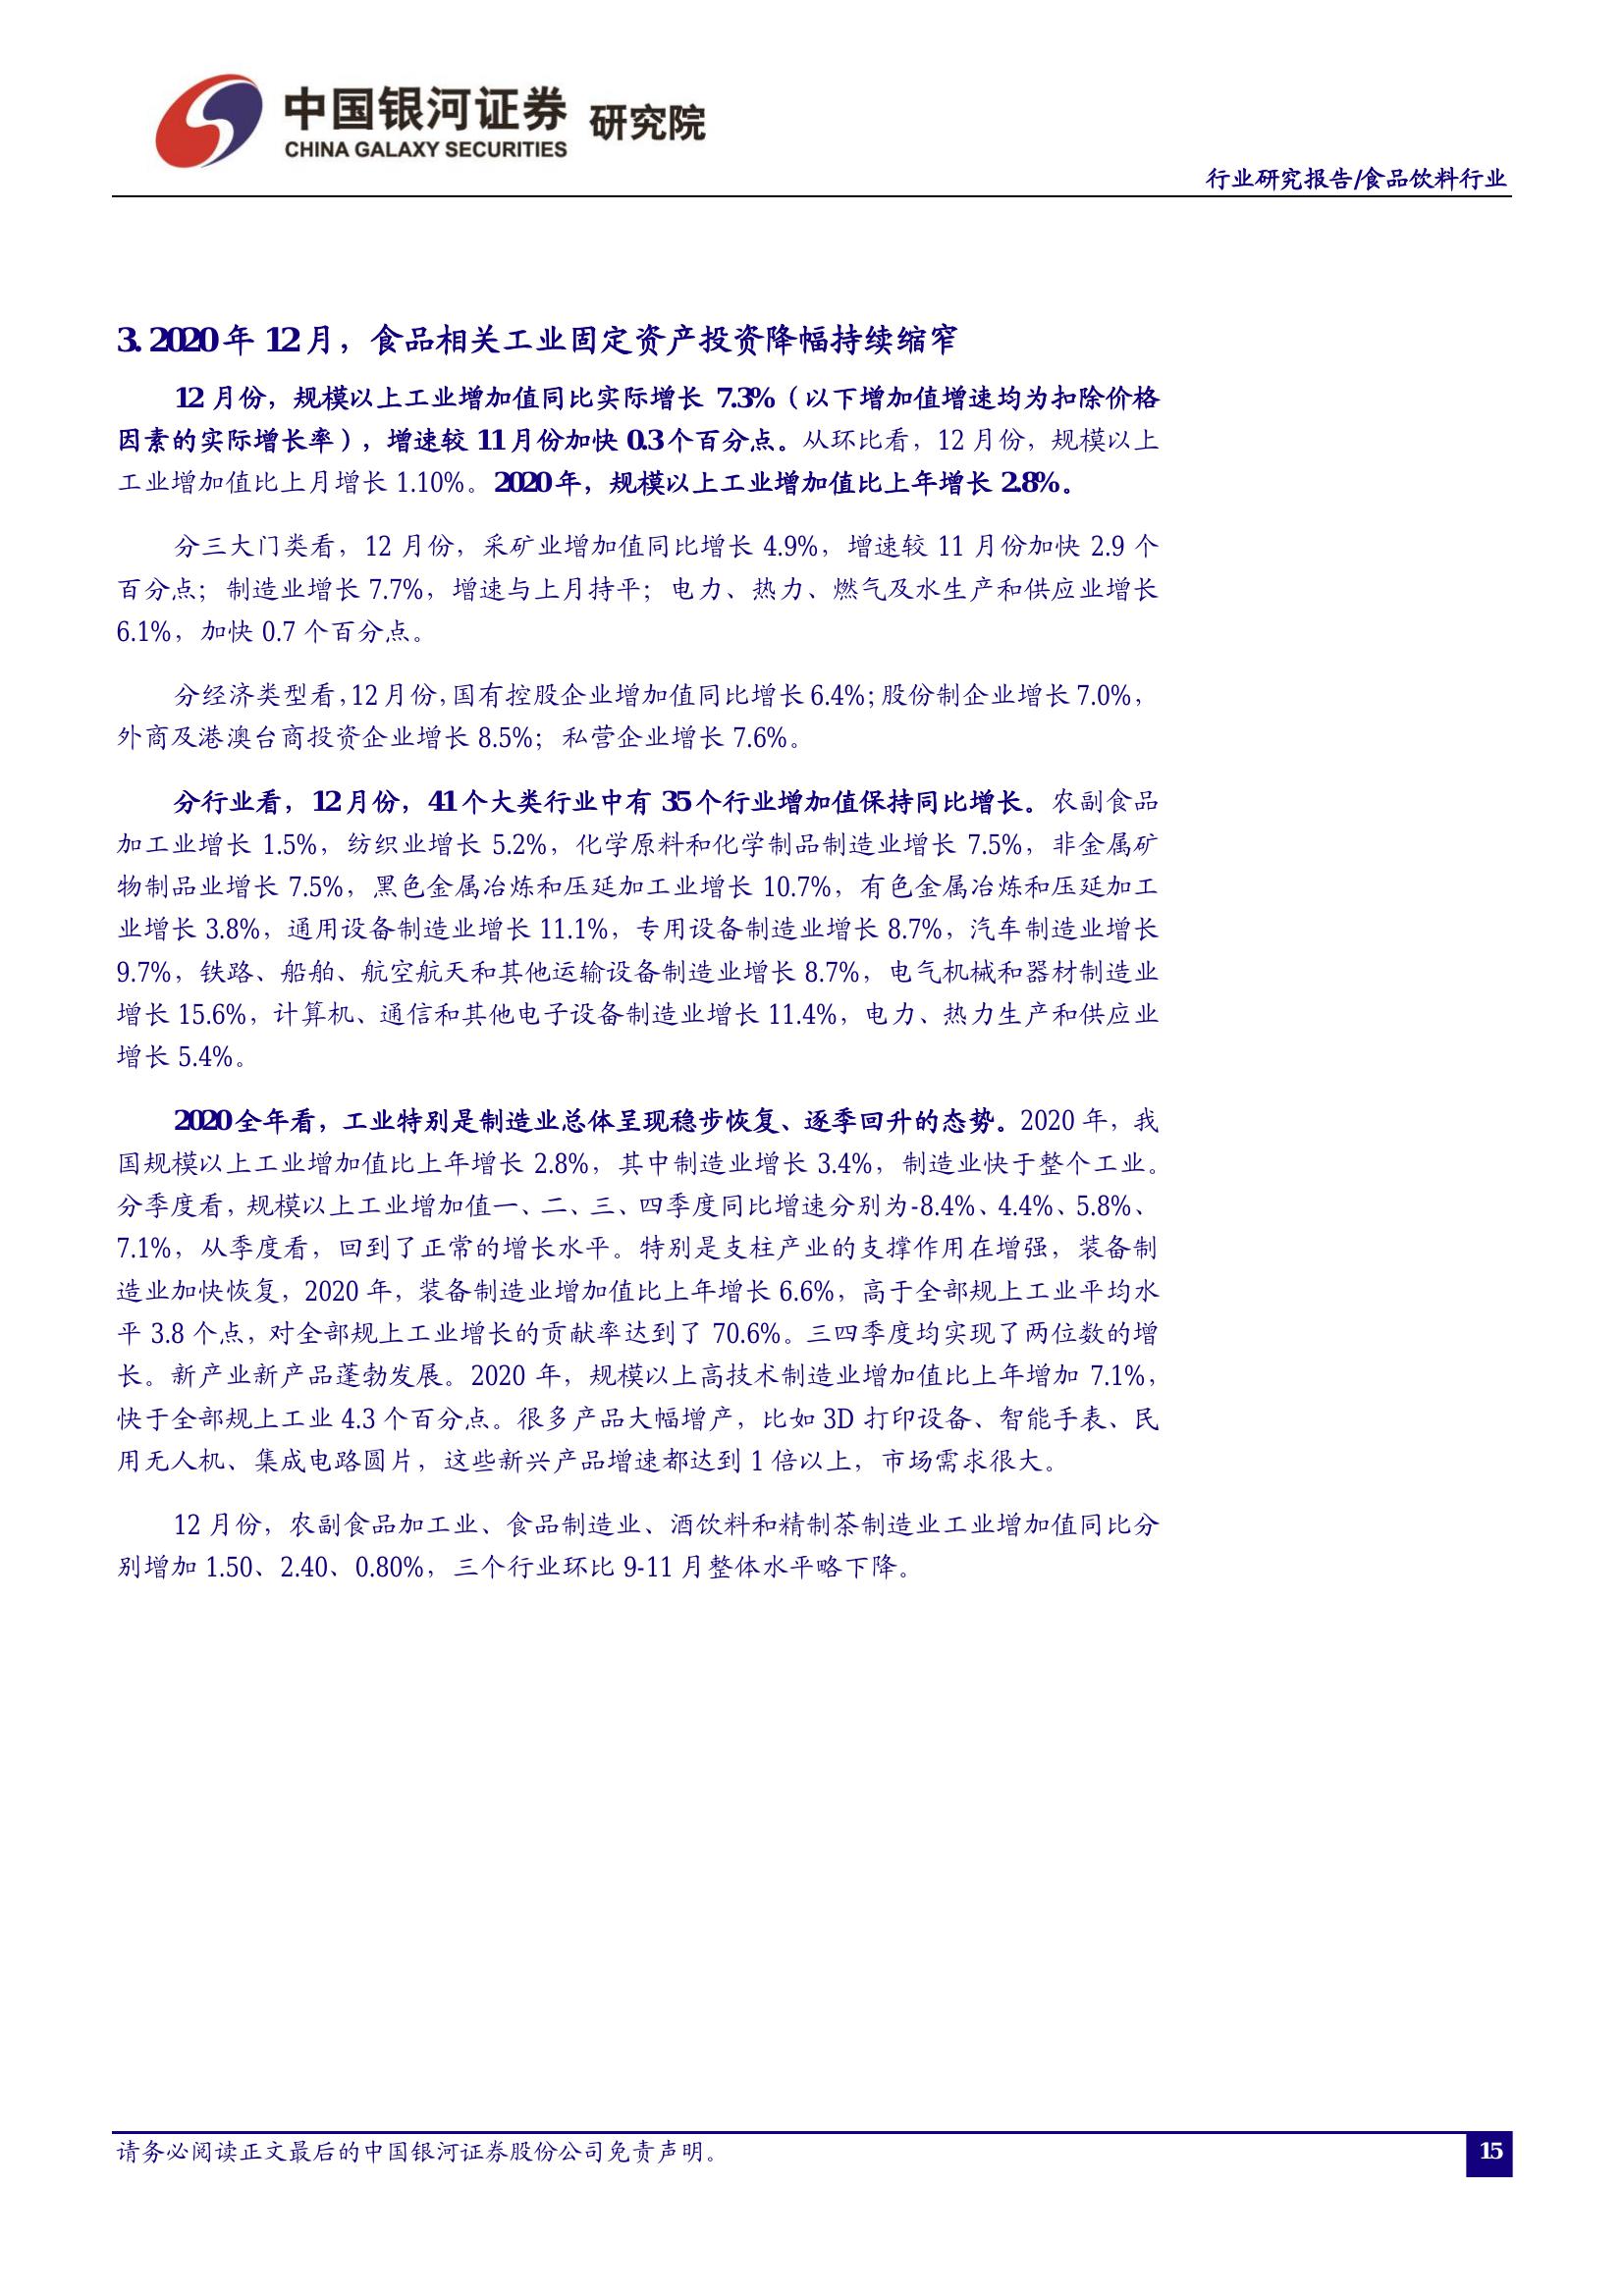 中国银河证券 研究院
CHINA GALAXY SECURITIES
行业研究报告/食品饮料行业
3. 2020 年 12 月，食品相关工业固定资产投资降幅持续缩窄
12 月份，规模以上工业增加值同比实际增长 7.3%（以下增加值增速均为扣除价格
因素的实际增长率），增速较 11 月份加快 0.3 个百分点。从环比看，12 月份，规模以上
工业增加值比上月增长 1.10%。2020 年，规模以上工业增加值比上年增长 2.8%。
分三大门类看，12 月份，采矿业增加值同比增长 4.9%，增速较 11 月份加快 2.9 个
百分点；制造业增长 7.7%，增速与上月持平；电力、热力、燃气及水生产和供应业增长
6.1%，加快 0.7 个百分点。
分经济类型看，12 月份，国有控股企业增加值同比增长 6.4%；股份制企业增长 7.0%，
外商及港澳台商投资企业增长 8.5%；私营企业增长 7.6%。
分行业看，12 月份，41 个大类行业中有 35 个行业增加值保持同比增长。农副食品
加工业增长 1.5%，纺织业增长 5.2%，化学原料和化学制品制造业增长 7.5%，非金属矿
物制品业增长 7.5%，黑色金属冶炼和压延加工业增长 10.7%，有色金属冶炼和压延加工
业增长 3.8%，通用设备制造业增长 11.1%，专用设备制造业增长 8.7%，汽车制造业增长
9.7%，铁路、船舶、航空航天和其他运输设备制造业增长 8.7%，电气机械和器材制造业
增长 15.6%，计算机、通信和其他电子设备制造业增长 11.4%，电力、热力生产和供应业
增长 5.4%。
2020 全年看，工业特别是制造业总体呈现稳步恢复、逐季回升的态势。2020 年，我
国规模以上工业增加值比上年增长 2.8%，其中制造业增长 3.4%，制造业快于整个工业。
分季度看，规模以上工业增加值一、二、三、四季度同比增速分别为-8.4%、4.4%、5.8%、
7.1%，从季度看，回到了正常的增长水平。特别是支柱产业的支撑作用在增强，装备制
造业加快恢复，2020 年，装备制造业增加值比上年增长 6.6%，高于全部规上工业平均水
平 3.8 个点，对全部规上工业增长的贡献率达到了 70.6%。三四季度均实现了两位数的增
长。新产业新产品蓬勃发展。2020 年，规模以上高技术制造业增加值比上年增加 7.1%，
快于全部规上工业 4.3 个百分点。很多产品大幅增产，比如 3D 打印设备、智能手表、民
用无人机、集成电路圆片，这些新兴产品增速都达到 1 倍以上，市场需求很大。
12 月份，农副食品加工业、食品制造业、酒饮料和精制茶制造业工业增加值同比分
别增加 1.50、2.40、0.80%，三个行业环比 9-11 月整体水平略下降。
请务必阅读正文最后的中国银河证券股份公司免责声明。
15